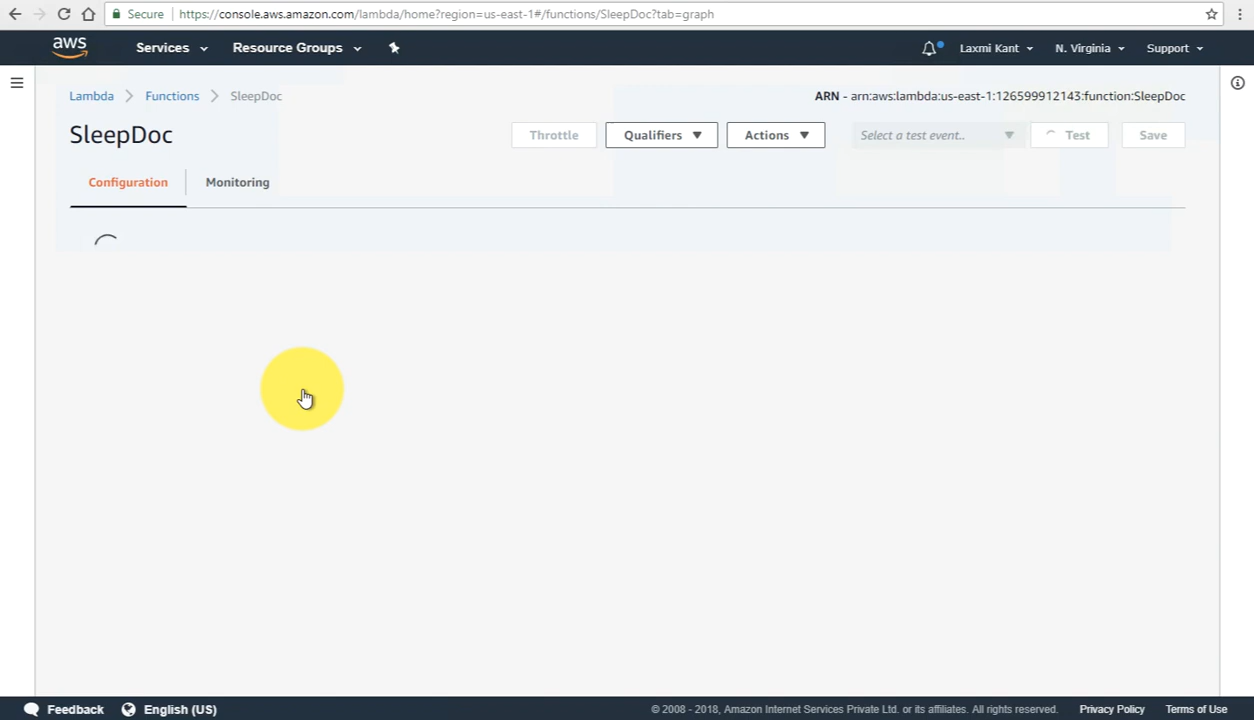 Secure https://console.aws.amazon.com/lambda/home?region=us-east-1#/functions/SleepDoc?tab=graph
aws Services Resource Groups Laxmi Kant N. Virginia Support
Lambda Functions SleepDoc ARN - arn:aws:lambda:us-east-1:126599912143:function:SleepDoc
SleepDoc Throttle Qualifiers Actions Select a test event.. Test Save
Configuration Monitoring
Feedback English (US) © 2008 - 2018, Amazon Internet Services Private Ltd. or its affiliates. All rights reserved. Privacy Policy Terms of Use